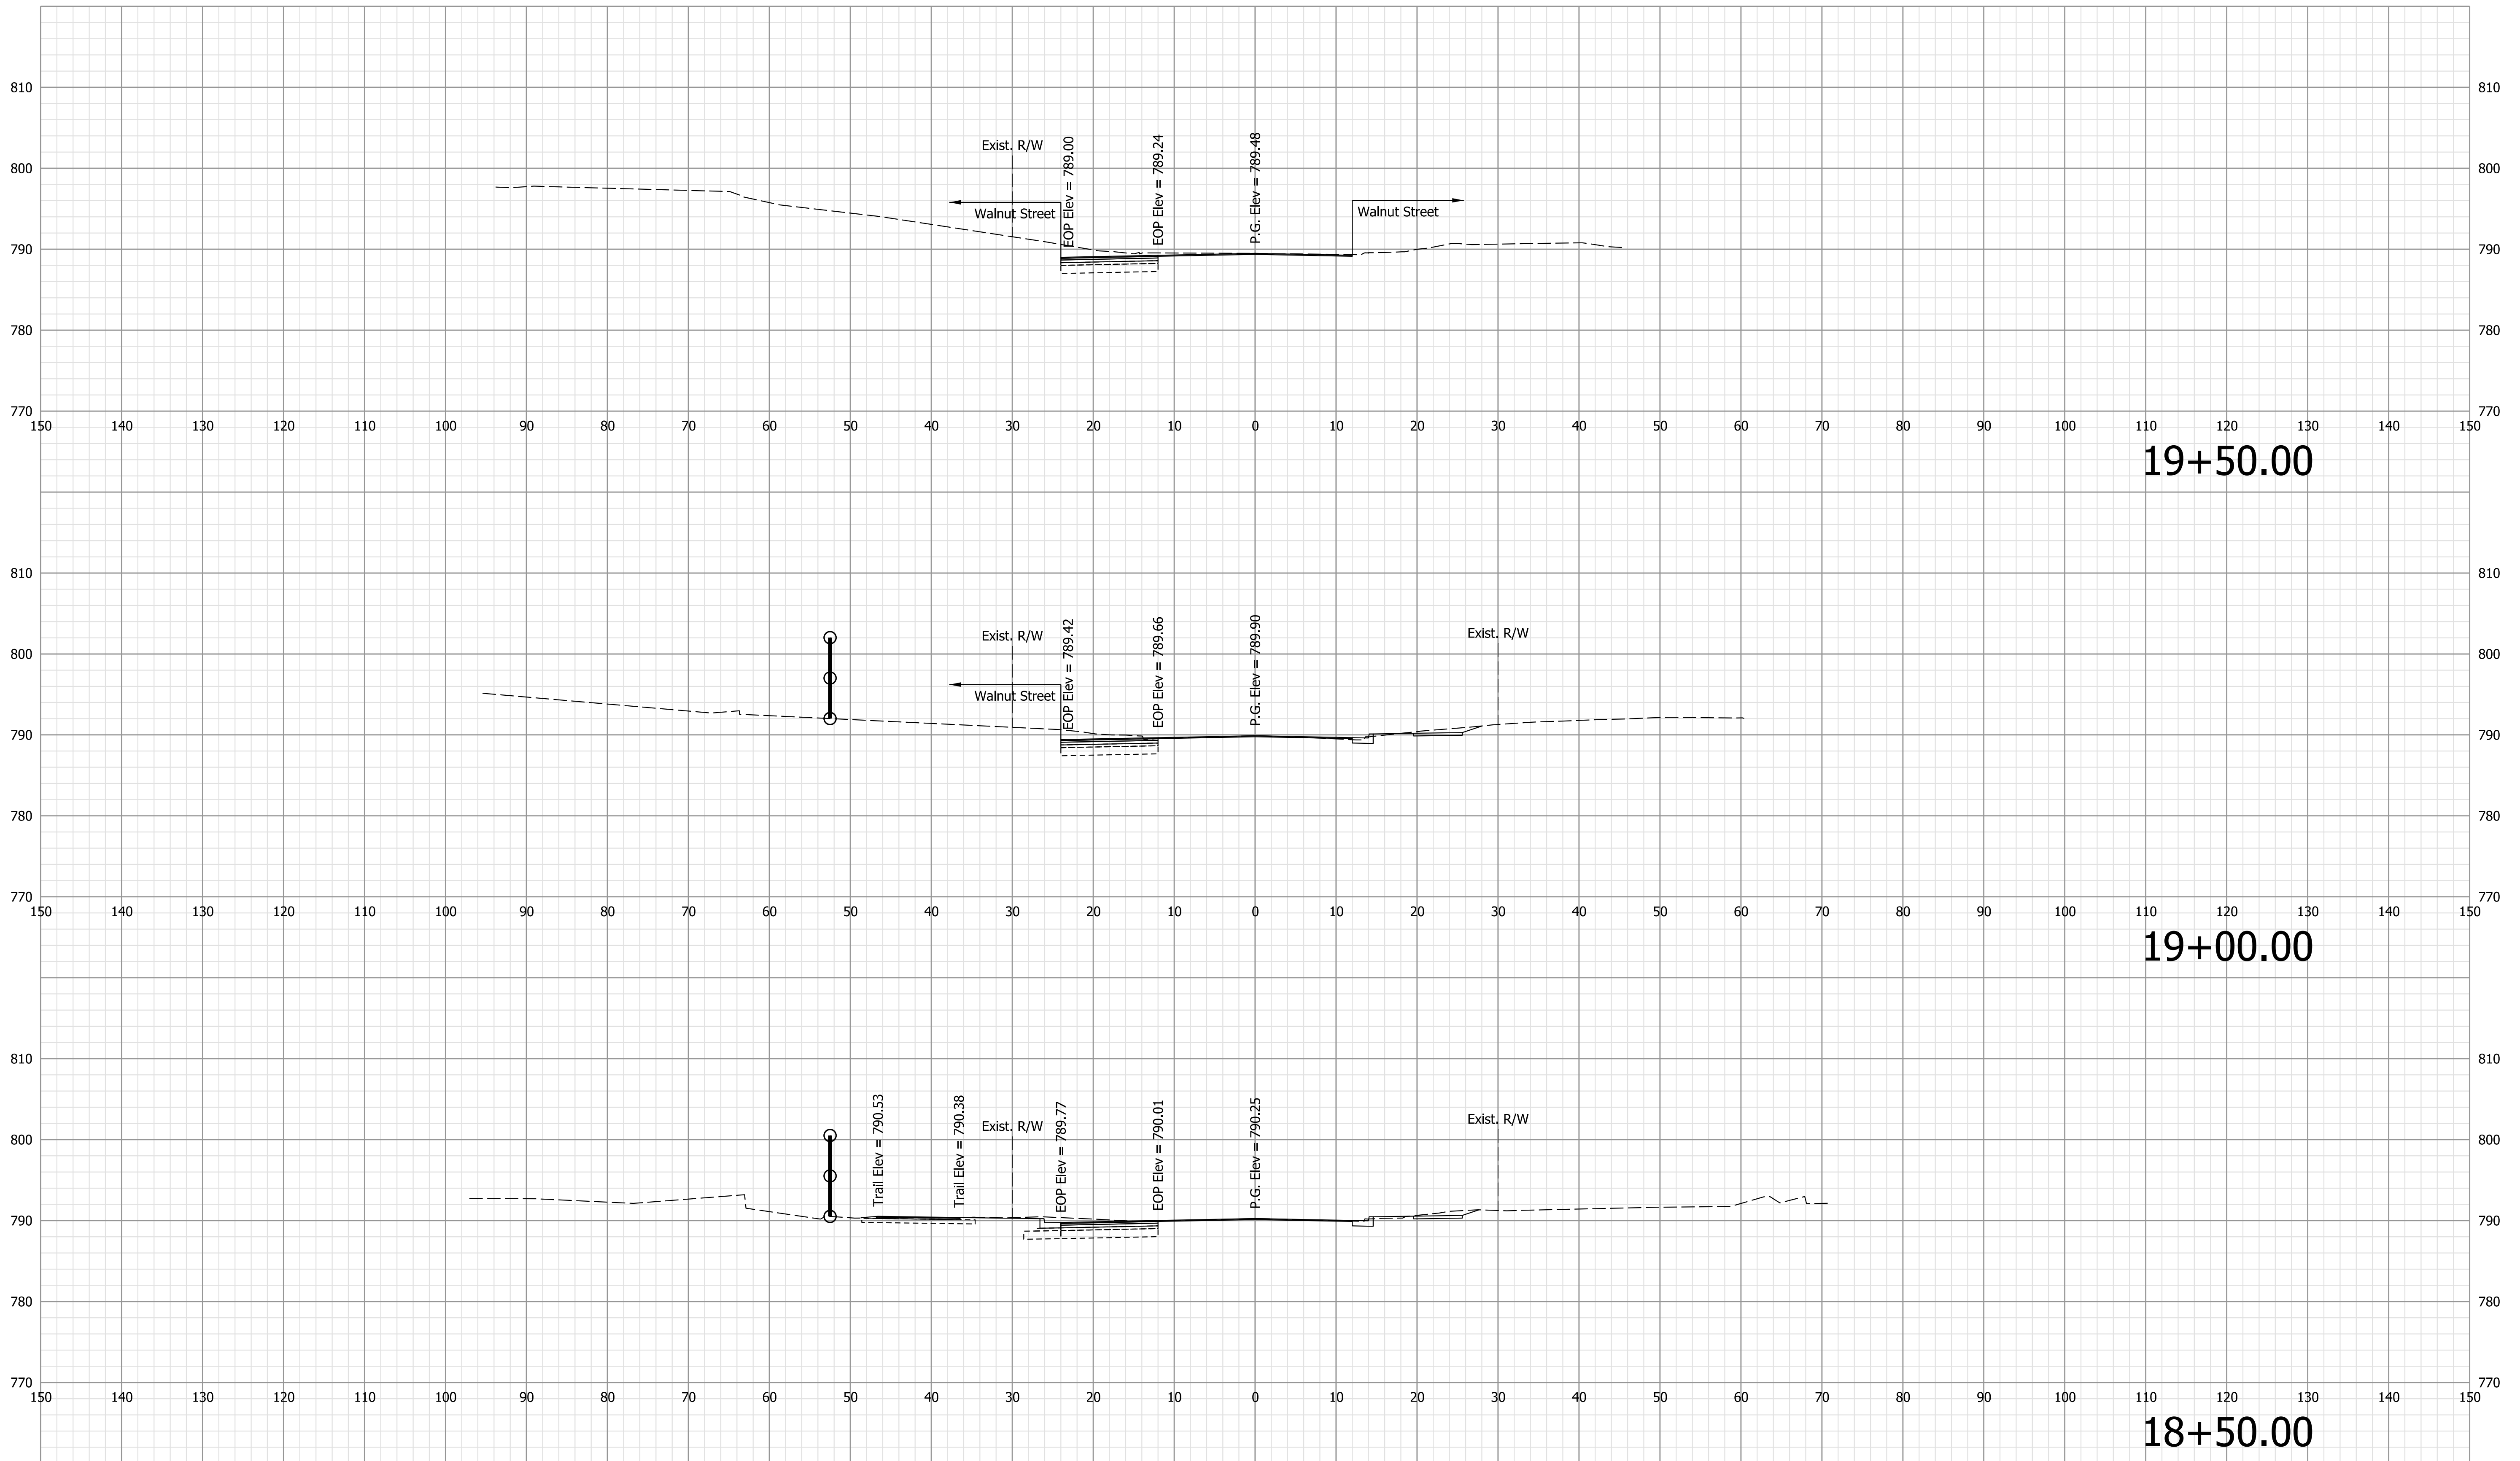 810 810
Exist. R/W
EOP Elev = 789.00
EOP Elev = 789.24
P.G. Elev = 789.48
800 800
Walnut Street
Walnut Street
790 790
780 780
770 770
150 140 130 120 110 100 90 80 70 60 50 40 30 20 10 0 10 20 30 40 50 60 70 80 90 100 110 120 130 140 150
19+50.00
810 810
Exist. R/W
EOP Elev = 789.42
EOP Elev = 789.66
P.G. Elev = 789.90
Exist. R/W
800 800
Walnut Street
790 790
780 780
770 770
150 140 130 120 110 100 90 80 70 60 50 40 30 20 10 0 10 20 30 40 50 60 70 80 90 100 110 120 130 140 150
19+00.00
810 810
Trail Elev = 790.53
Trail Elev = 790.38
Exist. R/W
EOP Elev = 789.77
EOP Elev = 790.01
P.G. Elev = 790.25
Exist. R/W
800 800
790 790
780 780
770 770
150 140 130 120 110 100 90 80 70 60 50 40 30 20 10 0 10 20 30 40 50 60 70 80 90 100 110 120 130 140 150
18+50.00